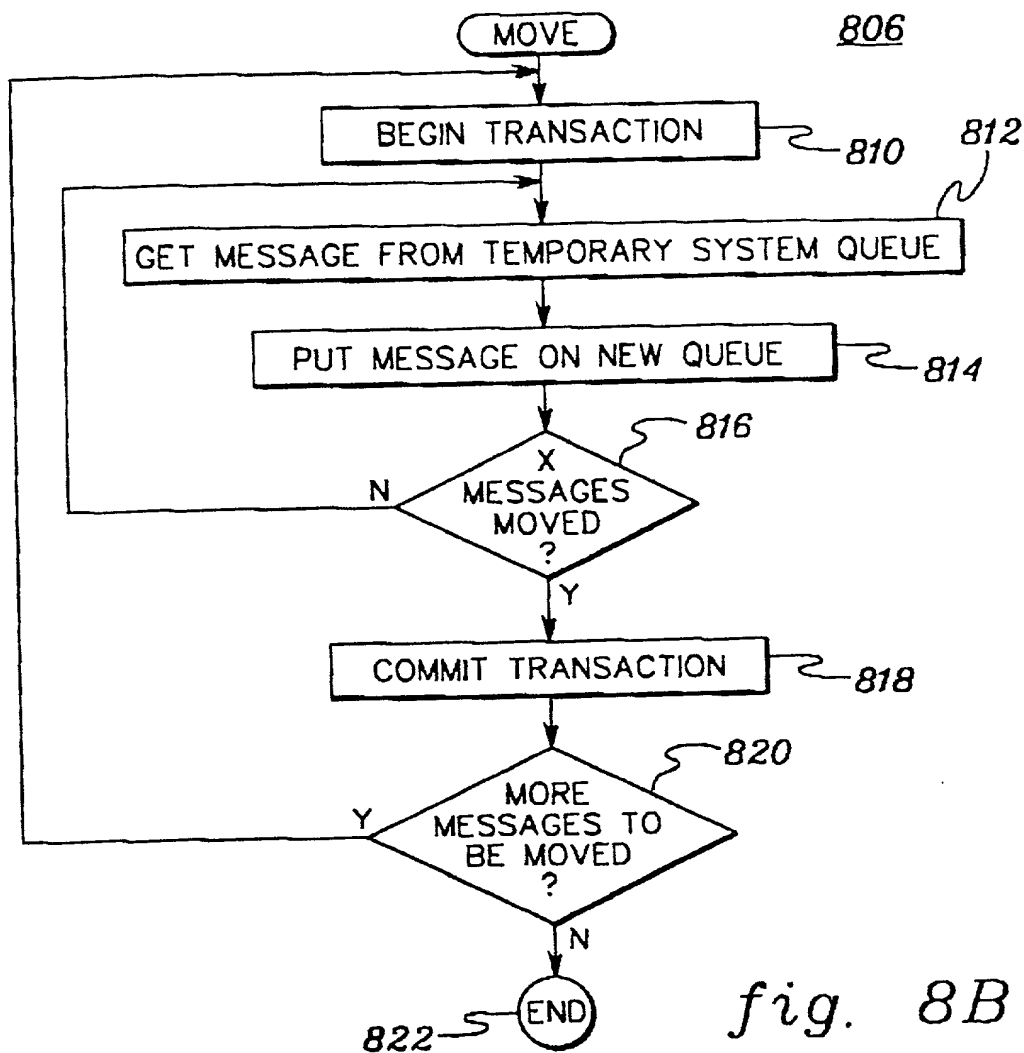 MOVE
806
BEGIN TRANSACTION
810
812
GET MESSAGE FROM TEMPORARY SYSTEM QUEUE
PUT MESSAGE ON NEW QUEUE
814
816
X
MESSAGES
MOVED
?
N
Y
COMMIT TRANSACTION
818
820
MORE
MESSAGES TO
BE MOVED
?
Y
N
END
822
fig. 8B